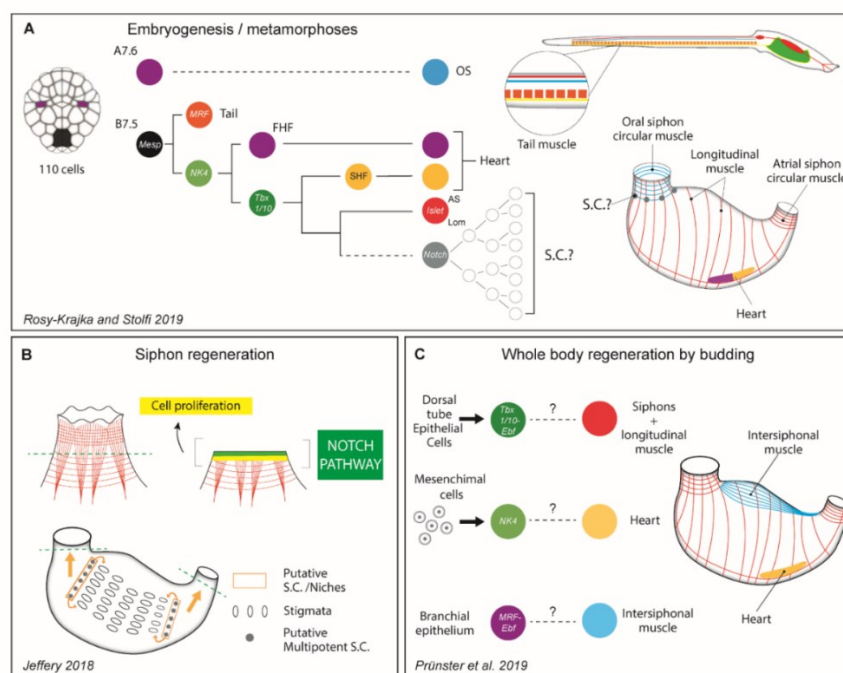 A Embryogenesis / metamorphoses
A7.6
OS
B7.5
Mesp
MRF
Tail
110 cells
NK4
FHF
Heart
SHF
Tbx
1/10
Islet
AS
Lom
Notch
S.C.?
Tail muscle
Oral siphon
circular muscle
Longitudinal
muscle
Atrial siphon
circular muscle
S.C.?
Heart
Rosy-Krajka and Stolfi 2019
B Siphon regeneration
Cell proliferation
NOTCH
PATHWAY
Putative
S.C./Niches
Stigmata
Putative
Multipotent S.C.
Jeffery 2018
C Whole body regeneration by budding
Dorsal
tube
Epithelial
Cells
Tbx
1/10-
Ebf
?
Siphons
+
longitudinal
muscle
Intersiphonal
muscle
Mesenchimal
cells
NK4
?
Heart
Branchial
epithelium
MRF-
Ebf
?
Intersiphonal
muscle
Heart
Prünster et al. 2019